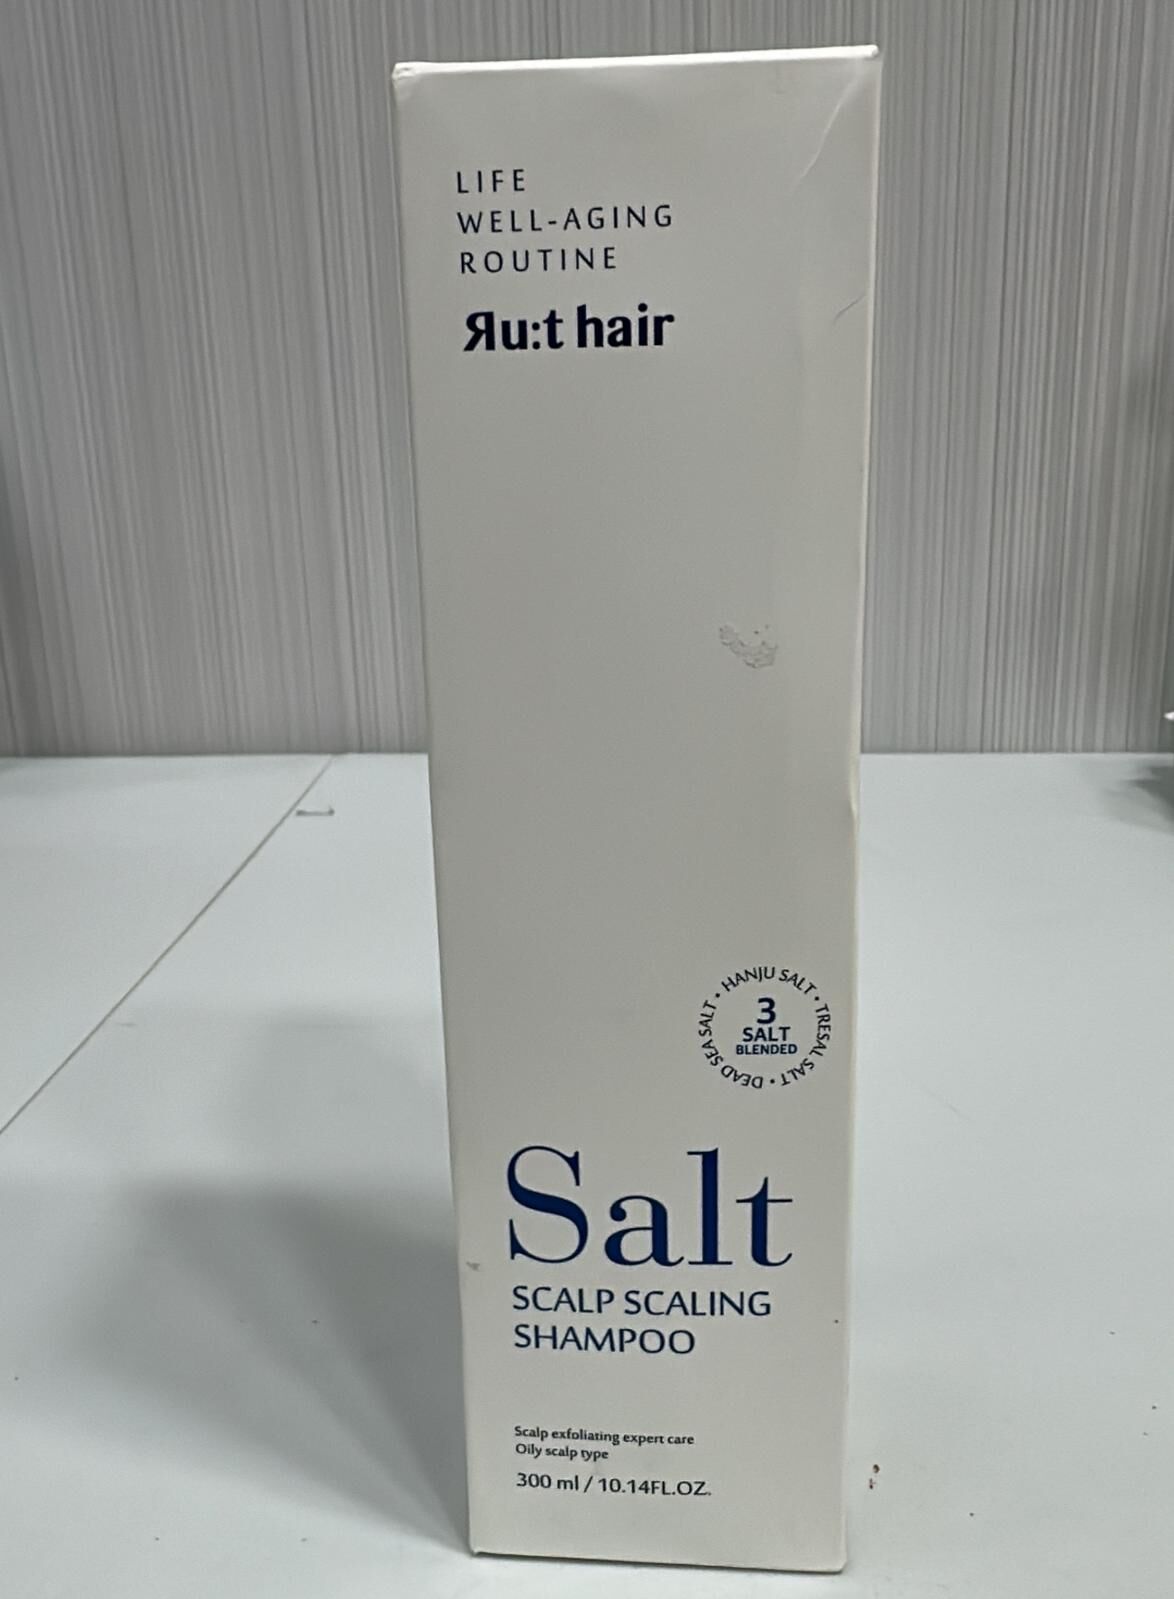 LIFE
WELL-AGING
ROUTINE
Яu:t hair
HANJU SALT • TRESAL SALT • DEAD SEA SALT •
3
SALT
BLENDED
Salt
SCALP SCALING
SHAMPOO
Scalp exfoliating expert care
Oily scalp type
300 ml / 10.14FL.OZ.